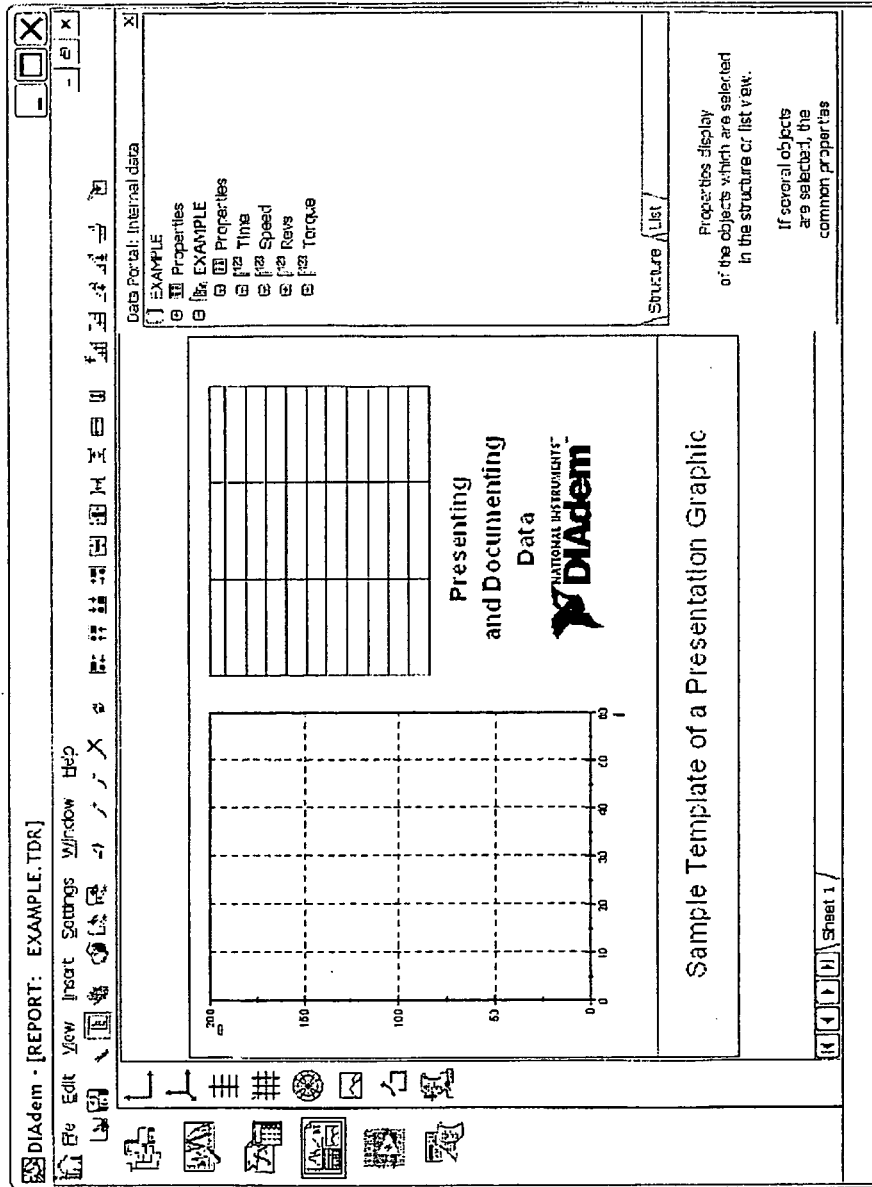 DIAdem - [REPORT: EXAMPLE.TDR]
File Edit View Insert Settings Window Help
Data Portal: Internal data
EXAMPLE
Properties
EXAMPLE
Properties
Time
Speed
Revs
Torque
Structure List
Properties display
of the objects which are selected
in the structure or list view.
If several objects
are selected, the
common properties
200
150
100
50
0
0 10 20 30 40 50 60
Presenting
and Documenting
Data
NATIONAL INSTRUMENTS™
DIAdem™
Sample Template of a Presentation Graphic
Sheet 1